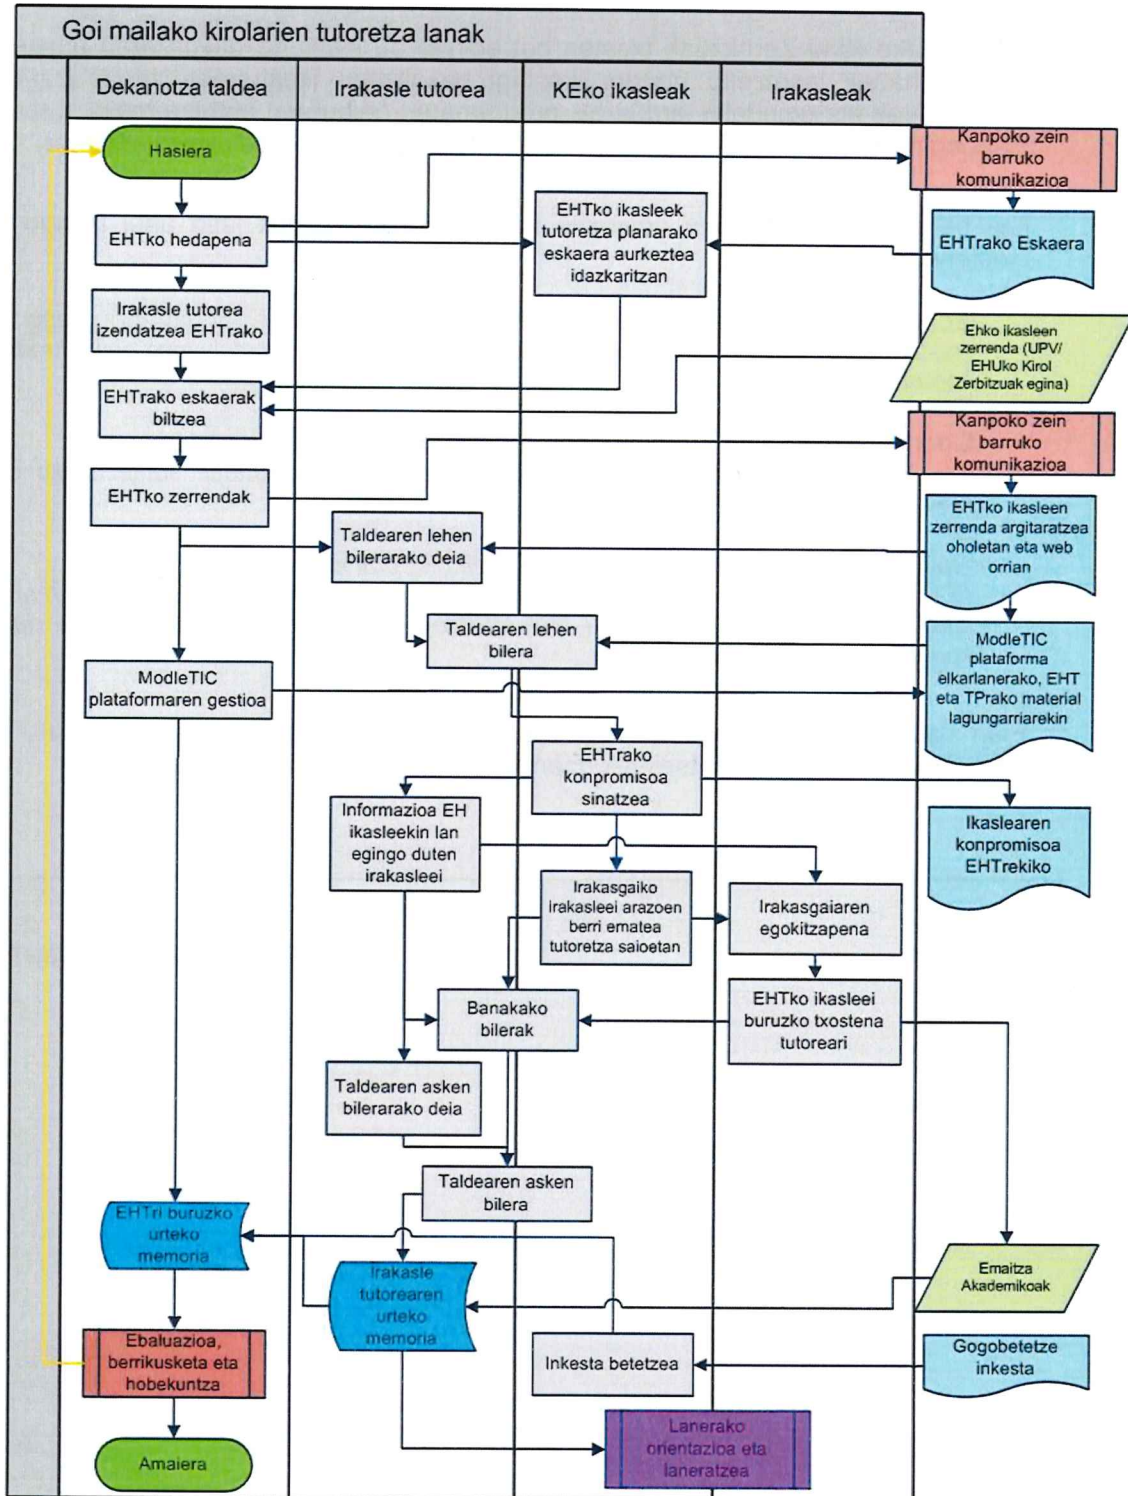 Goi mailako kirolarien tutoretza lanak
Dekanotza taldea
Irakasle tutorea
KEko ikasleak
Irakasleak
Hasiera
Kanpoko zein
barruko
komunikazioa
EHTko hedapena
EHTko ikasleek
tutoretza planarako
eskaera aurkeztea
idazkaritzan
EHTrako Eskaera
Irakasle tutorea
izendatzea EHTrako
Ehko ikasleen
zerrenda (UPV/
EHUko Kirol
Zerbitzuak egina)
EHTrako eskaerak
biltzea
Kanpoko zein
barruko
komunikazioa
EHTko zerrendak
Taldearen lehen
bilerarako deia
EHTko ikasleen
zerrenda argitaratzea
oholetan eta web
orrian
Taldearen lehen
bilera
ModleTIC
plataformaren gestioa
ModleTIC
plataforma
elkarlanerako, EHT
eta TPrako material
lagungarriarekin
EHTrako
konpromisoa
sinatzea
Informazioa EH
ikasleekin lan
egingo duten
irakasleei
Ikaslearen
konpromisoa
EHTrekiko
Irakasgaiko
irakasleei arazoen
berri ematea
tutoretza saioetan
Irakasgaiaren
egokitzapena
Banakako
bilerak
EHTko ikasleei
buruzko txostena
tutoreari
Taldearen asken
bilerarako deia
Taldearen asken
bilera
EHTri buruzko
urteko
memoria
Irakasle
tutorearen
urteko
memoria
Emaitza
Akademikoak
Ebaluazioa,
berrikusketa eta
hobekuntza
Inkesta betetzea
Gogobetetze
inkesta
Lanerako
orientazioa eta
laneratzea
Amaiera